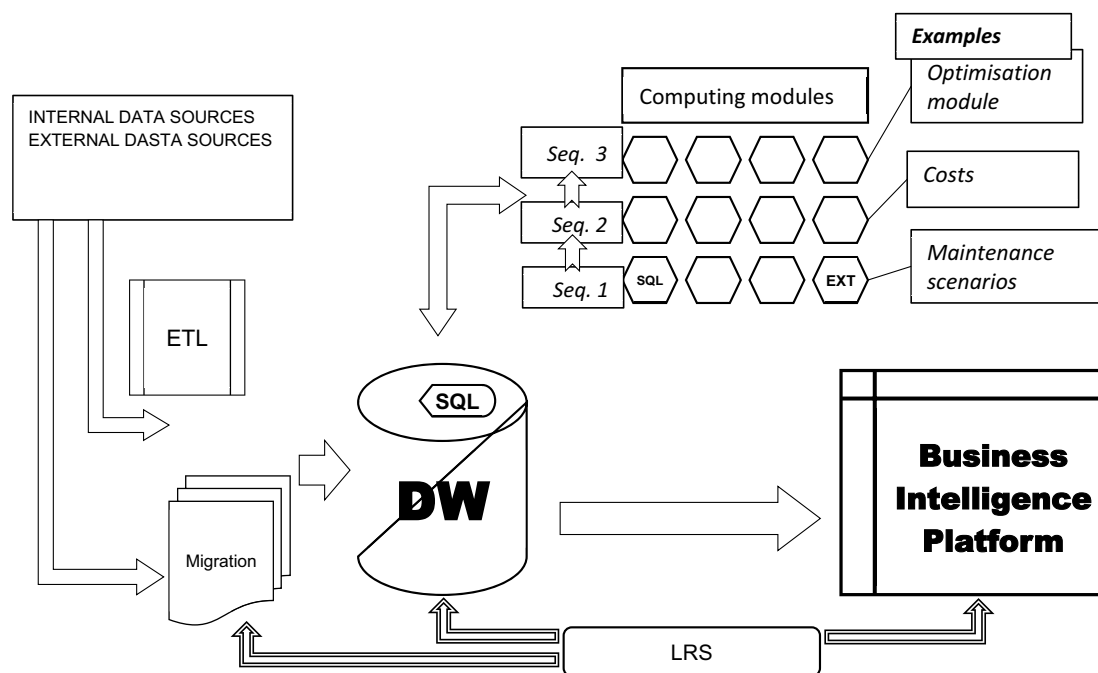 Examples
Optimisation
module
Computing modules
INTERNAL DATA SOURCES
EXTERNAL DASTA SOURCES
Seq. 3
Costs
Seq. 2
Maintenance
scenarios
Seq. 1
SQL
EXT
ETL
SQL
DW
Business
Intelligence
Platform
Migration
LRS